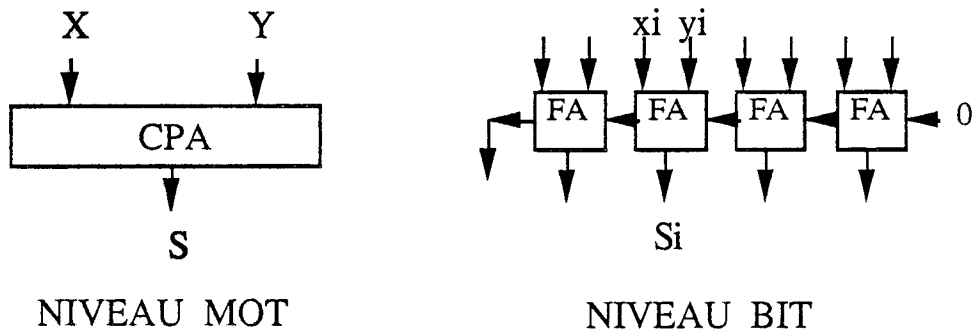 X Y
CPA
S
NIVEAU MOT
xi yi
FA FA FA FA 0
Si
NIVEAU BIT